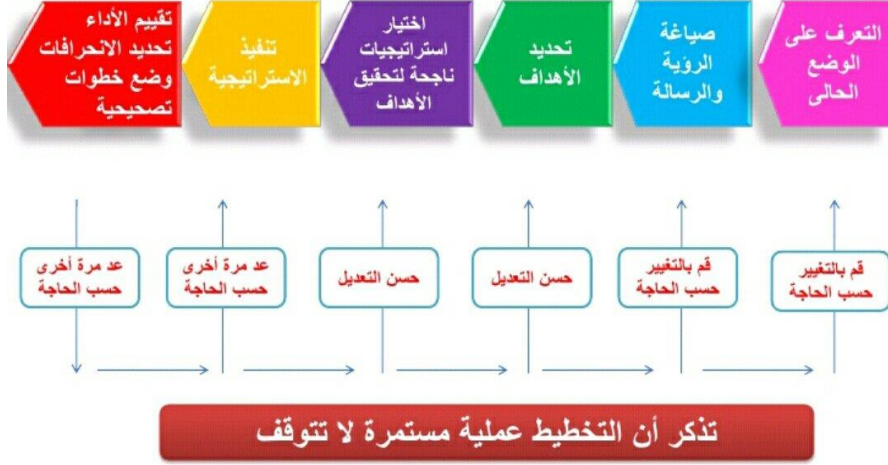 التعرف على
الوضع
الحالى
صياغة
الرؤية
والرسالة
تحديد
الأهداف
اختيار
استراتيجيات
ناجحة لتحقيق
الأهداف
تنفيذ
الاستراتيجية
تقييم الأداء
تحديد الانحرافات
وضع خطوات
تصحيحية
قم بالتغيير
حسب الحاجة
قم بالتغيير
حسب الحاجة
حسن التعديل
حسن التعديل
عد مرة أخرى
حسب الحاجة
عد مرة أخرى
حسب الحاجة
تذكر أن التخطيط عملية مستمرة لا تتوقف